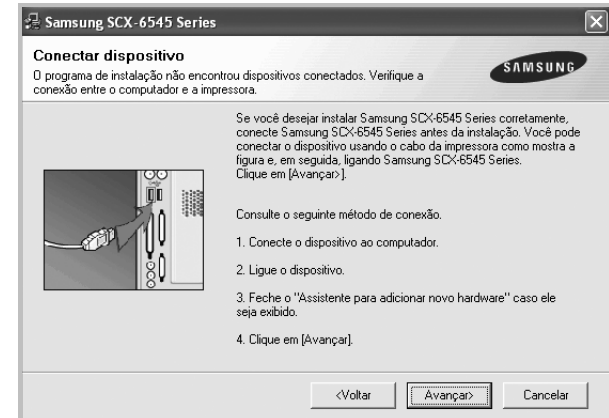 Samsung SCX-6545 Series
Conectar dispositivo
O programa de instalação não encontrou dispositivos conectados. Verifique a
conexão entre o computador e a impressora.
SAMSUNG
Se você desejar instalar Samsung SCX-6545 Series corretamente,
conecte Samsung SCX-6545 Series antes da instalação. Você pode
conectar o dispositivo usando o cabo da impressora como mostra a
figura e, em seguida, ligando Samsung SCX-6545 Series.
Clique em [Avançar>].
Consulte o seguinte método de conexão.
1. Conecte o dispositivo ao computador.
2. Ligue o dispositivo.
3. Feche o "Assistente para adicionar novo hardware" caso ele
seja exibido.
4. Clique em [Avançar].
<Voltar
Avançar>
Cancelar